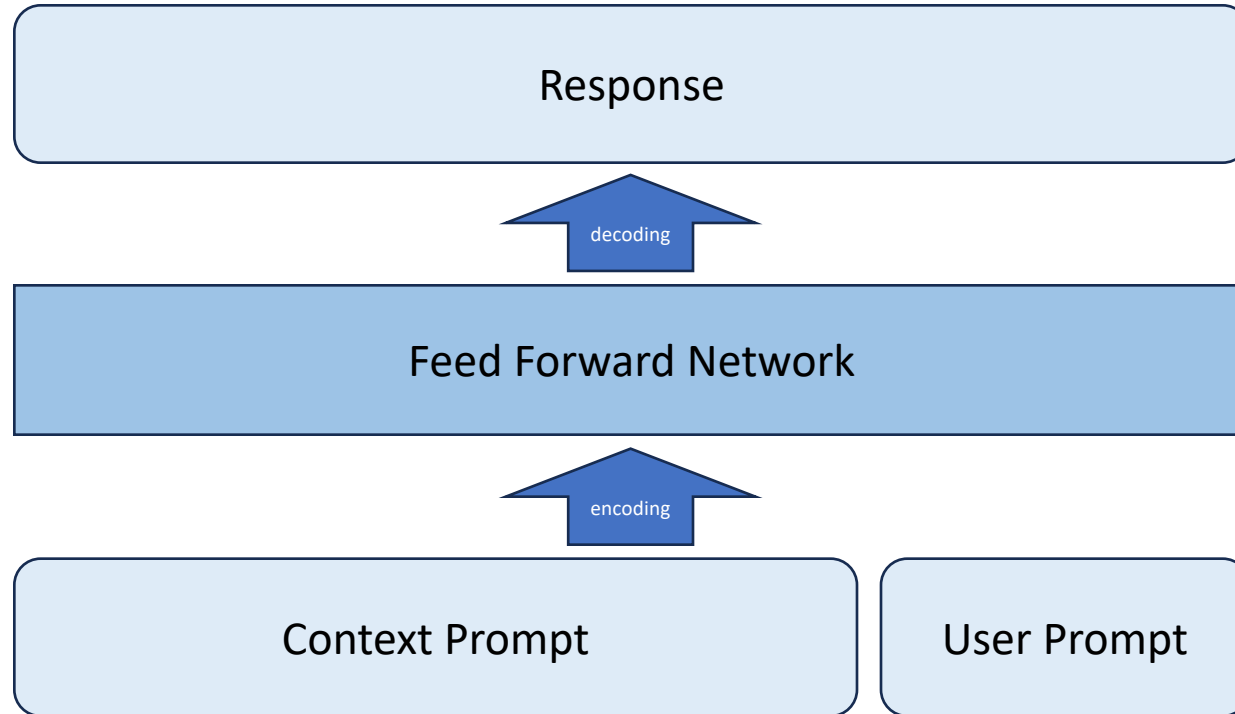 Response
decoding
Feed Forward Network
encoding
Context Prompt
User Prompt